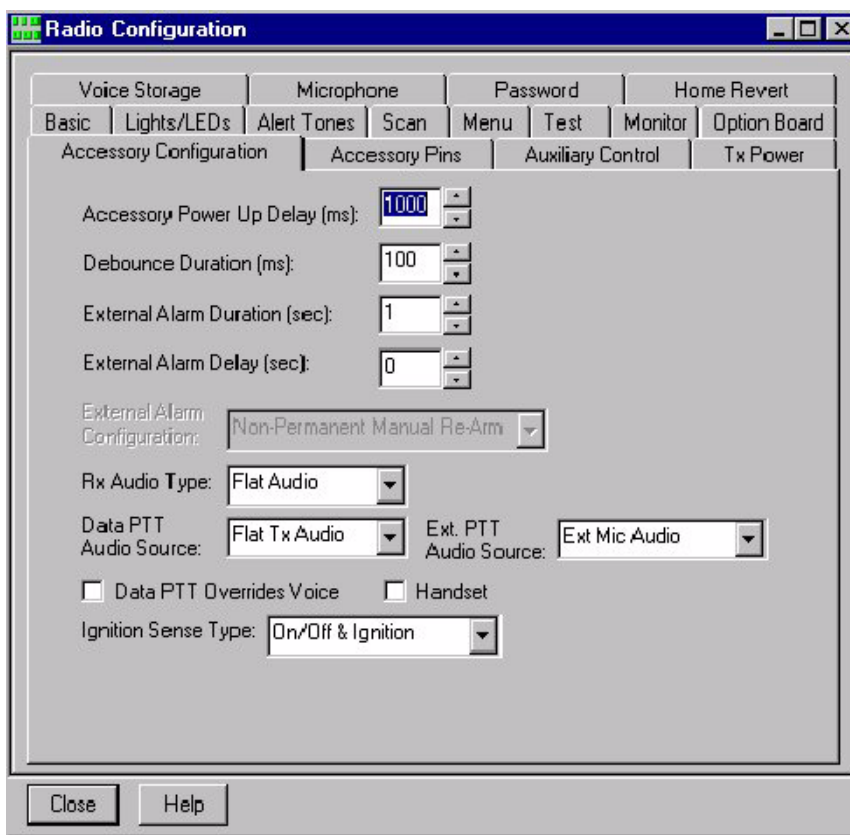 Radio Configuration
Voice Storage Microphone Password Home Revert
Basic Lights/LEDs Alert Tones Scan Menu Test Monitor Option Board
Accessory Configuration Accessory Pins Auxiliary Control Tx Power
Accessory Power Up Delay (ms): 1000
Debounce Duration (ms): 100
External Alarm Duration (sec): 1
External Alarm Delay (sec): 0
External Alarm
Configuration: Non-Permanent Manual Re-Arm
Rx Audio Type: Flat Audio
Data PTT
Audio Source: Flat Tx Audio
Ext. PTT
Audio Source: Ext Mic Audio
Data PTT Overrides Voice Handset
Ignition Sense Type: On/Off & Ignition
Close Help